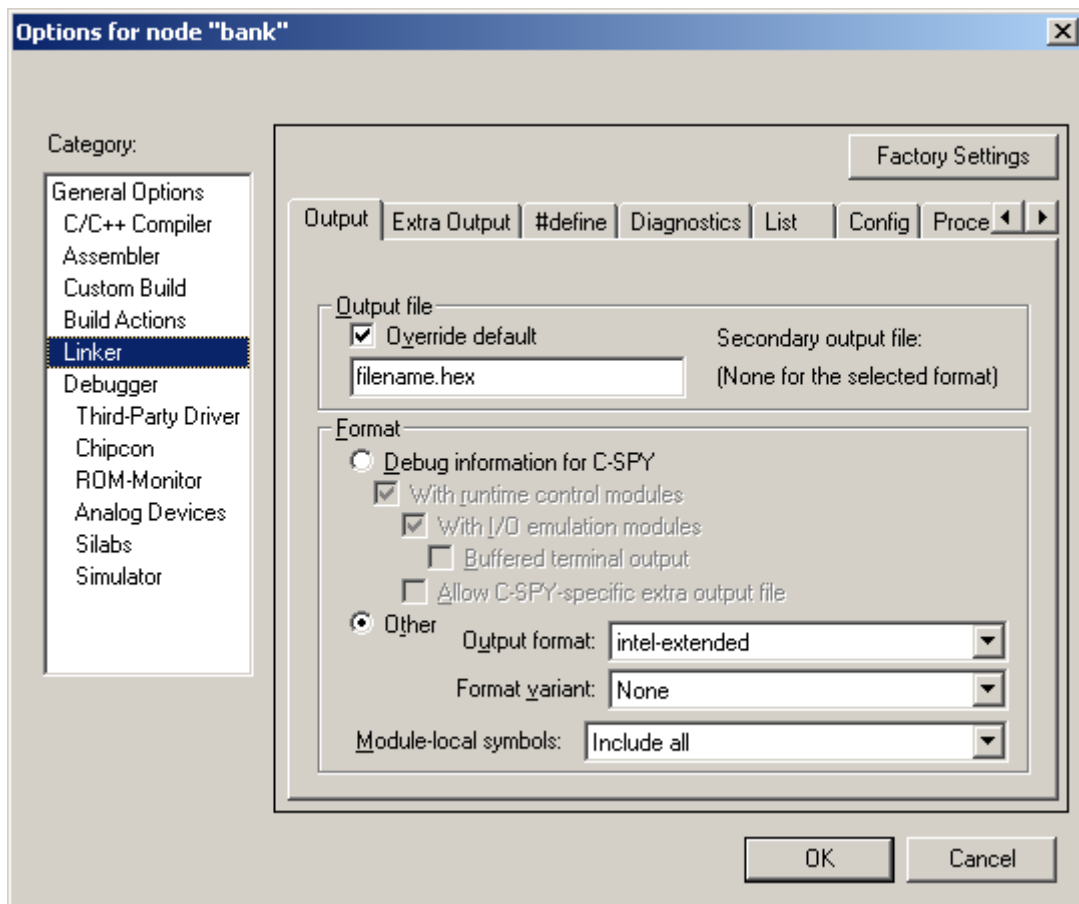 Options for node "bank"
Category:
General Options
C/C++ Compiler
Assembler
Custom Build
Build Actions
Linker
Debugger
Third-Party Driver
Chipcon
ROM-Monitor
Analog Devices
Silabs
Simulator
Factory Settings
Output Extra Output #define Diagnostics List Config Proce
Output file
Override default
Secondary output file:
filename.hex
(None for the selected format)
Format
Debug information for C-SPY
With runtime control modules
With I/O emulation modules
Buffered terminal output
Allow C-SPY-specific extra output file
Other
Output format: intel-extended
Format variant: None
Module-local symbols: Include all
OK Cancel